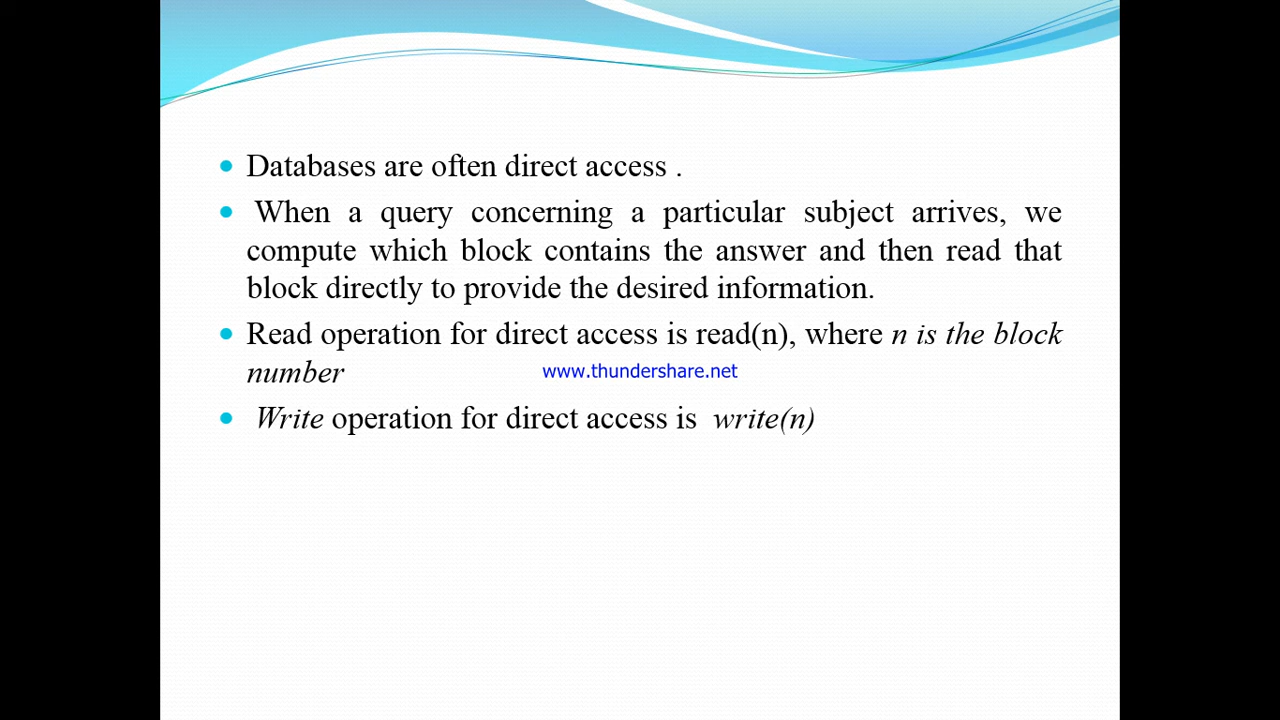 • Databases are often direct access .
• When a query concerning a particular subject arrives, we
compute which block contains the answer and then read that
block directly to provide the desired information.
• Read operation for direct access is read(n), where n is the block
number
www.thundershare.net
• Write operation for direct access is write(n)